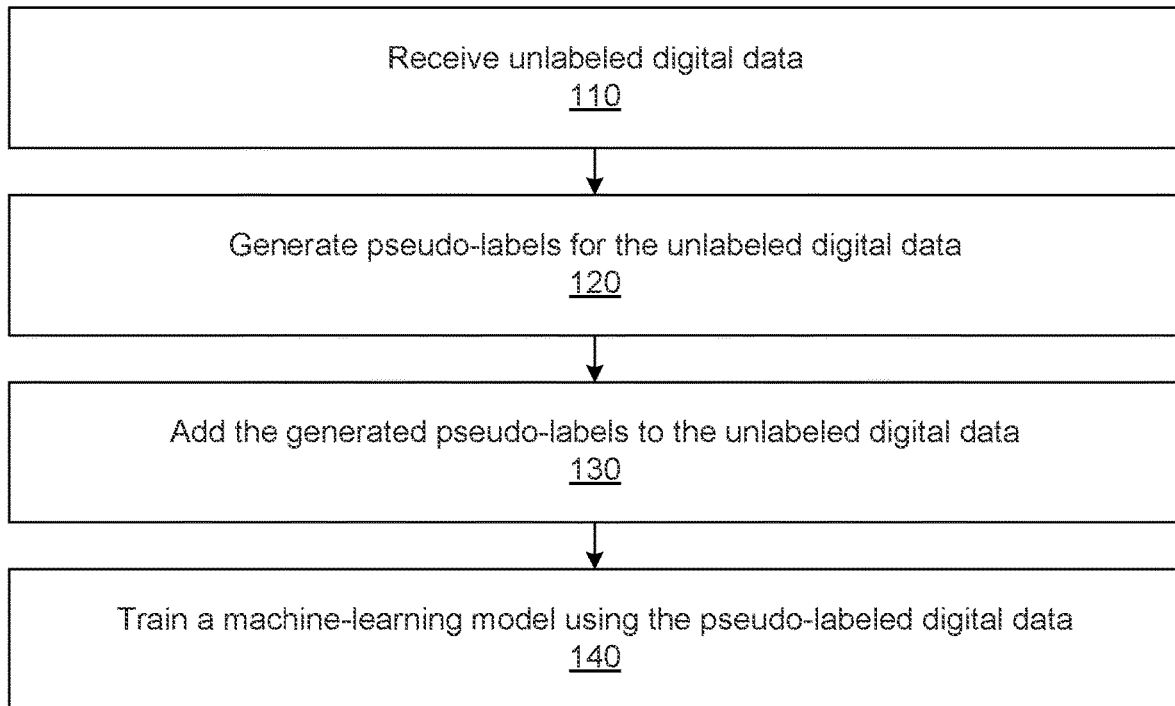 Receive unlabeled digital data
110
Generate pseudo-labels for the unlabeled digital data
120
Add the generated pseudo-labels to the unlabeled digital data
130
Train a machine-learning model using the pseudo-labeled digital data
140